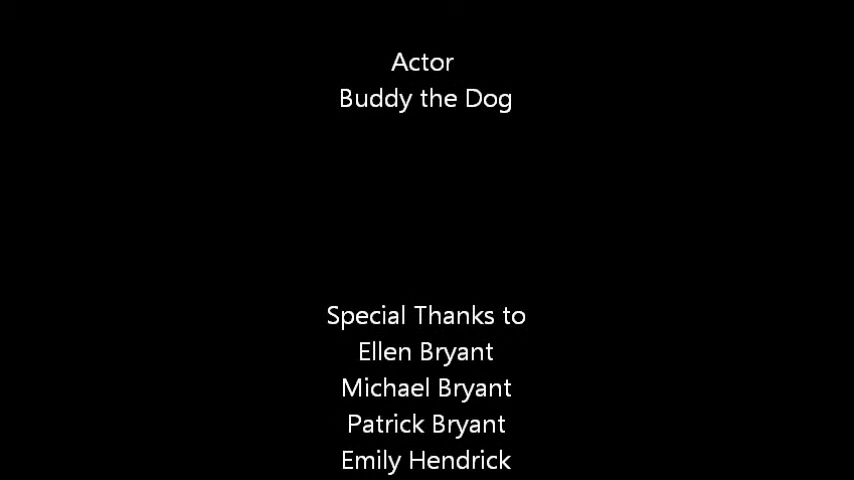 Actor
Buddy the Dog
Special Thanks to
Ellen Bryant
Michael Bryant
Patrick Bryant
Emily Hendrick